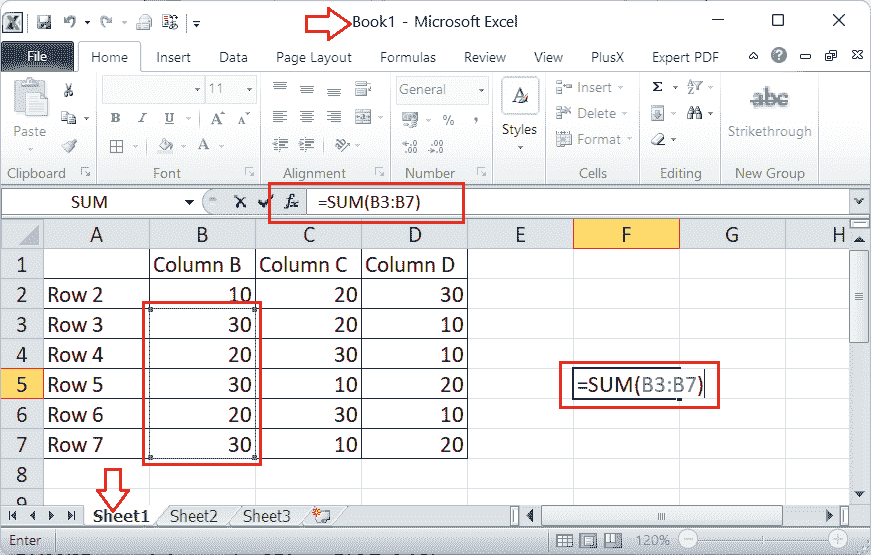 Book1 - Microsoft Excel
File Home Insert Data Page Layout Formulas Review View PlusX Expert PDF
General Insert Σ
11
Paste B I U A A % , Styles Delete abc
A Format Strikethrough
Clipboard Font Alignment Number Cells Editing New Group
SUM fx =SUM(B3:B7)
A B C D E F G H
1 Column B Column C Column D
2 Row 2 10 20 30
3 Row 3 30 20 10
4 Row 4 20 30 10
5 Row 5 30 10 20 =SUM(B3:B7)
6 Row 6 20 30 10
7 Row 7 30 10 20
8
9
Sheet1 Sheet2 Sheet3
Enter 120%